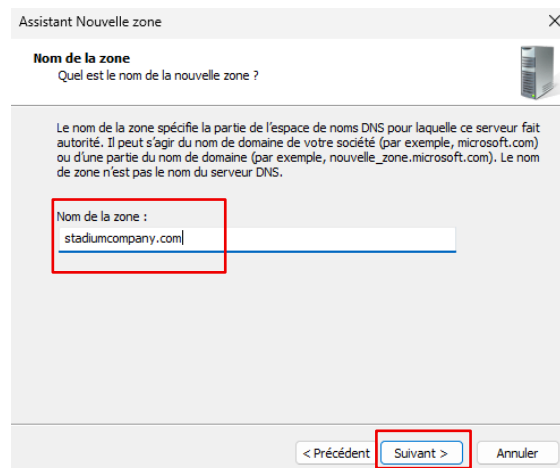 Assistant Nouvelle zone
Nom de la zone
Quel est le nom de la nouvelle zone ?
Le nom de la zone spécifie la partie de l'espace de noms DNS pour laquelle ce serveur fait
autorité. Il peut s'agir du nom de domaine de votre société (par exemple, microsoft.com)
ou d'une partie du nom de domaine (par exemple, nouvelle_zone.microsoft.com). Le nom
de zone n'est pas le nom du serveur DNS.
Nom de la zone :
stadiumcompany.com
< Précédent Suivant > Annuler